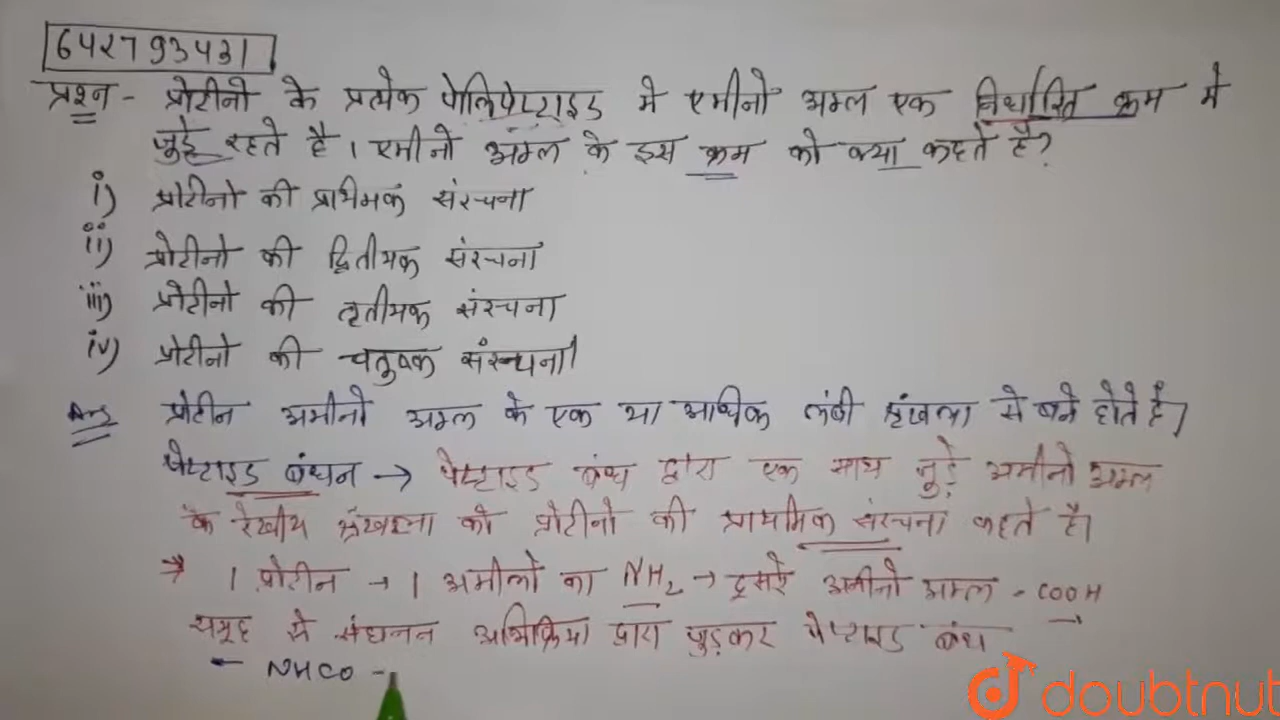 642793431
प्रश्न - प्रोटीनो के प्रत्येक पोलिपेप्टाइड मे एमीनो अम्ल एक निर्धारित क्रम मे
जुड़े रहते है । एमीनो अम्ल के इस क्रम को क्या कहते है?
i) प्रोटीनो की प्राथमिक संरचना
ii) प्रोटीनो की द्वितीयक संरचना
iii) प्रोटीनो की तृतीयक संरचना
iv) प्रोटीनो की चतुष्क संरचना।
Ans प्रोटीन अमीनो अम्ल के एक या अधिक लंबी श्रंखला से बने होते है।
पेप्टाइड बंधन → पेप्टाइड बंध द्वारा एक साथ जुड़े अमीनो अम्ल
के रेखीय श्रंखला को प्रोटीनो की प्राथमिक संरचना कहते है।
⇒ 1 प्रोटीन → 1 अमीलो का NH2 → दूसरे अमीनो अम्ल - COOH
समूह से संघनन अभिक्रिया द्वारा जुड़कर पेप्टाइड बंध
- NHCO -
doubtnut